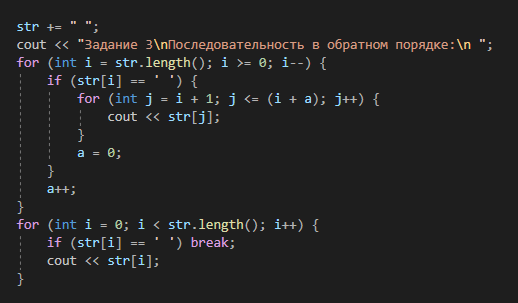 str += " ";
cout << "Задание 3\nПоследовательность в обратном порядке:\n ";
for (int i = str.length(); i >= 0; i--) {
    if (str[i] == ' ') {
        for (int j = i + 1; j <= (i + a); j++) {
            cout << str[j];
        }
        a = 0;
    }
    a++;
}
for (int i = 0; i < str.length(); i++) {
    if (str[i] == ' ') break;
    cout << str[i];
}